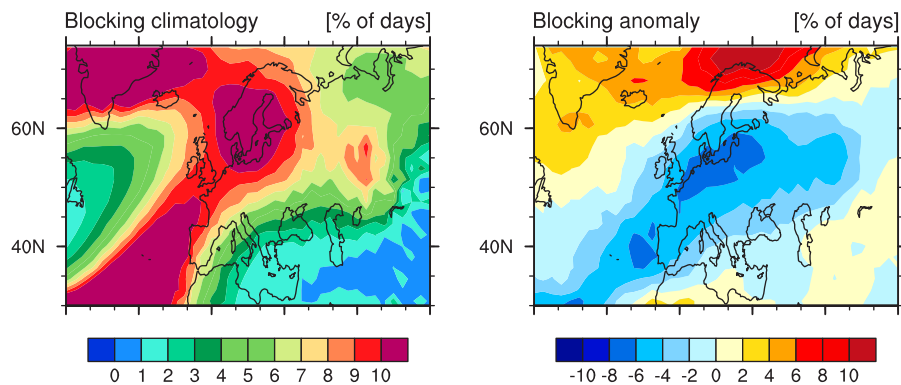 Blocking climatology [% of days]
60N
40N
0 1 2 3 4 5 6 7 8 9 10
Blocking anomaly [% of days]
60N
40N
-10 -8 -6 -4 -2 0 2 4 6 8 10